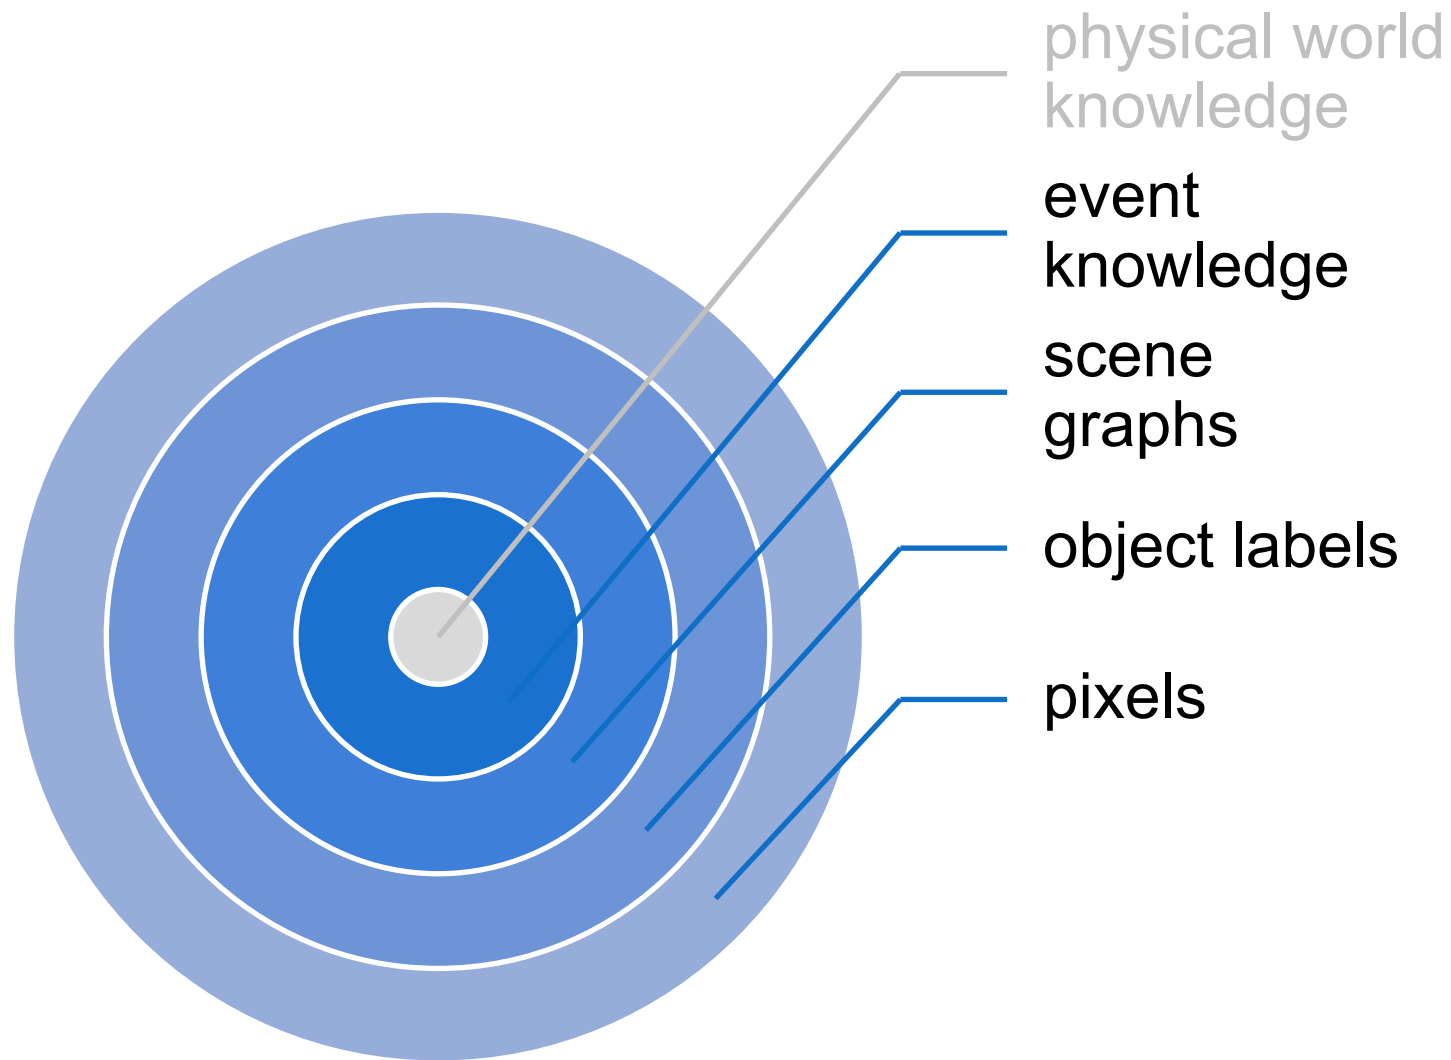 physical world
knowledge
event
knowledge
scene
graphs
object labels
pixels